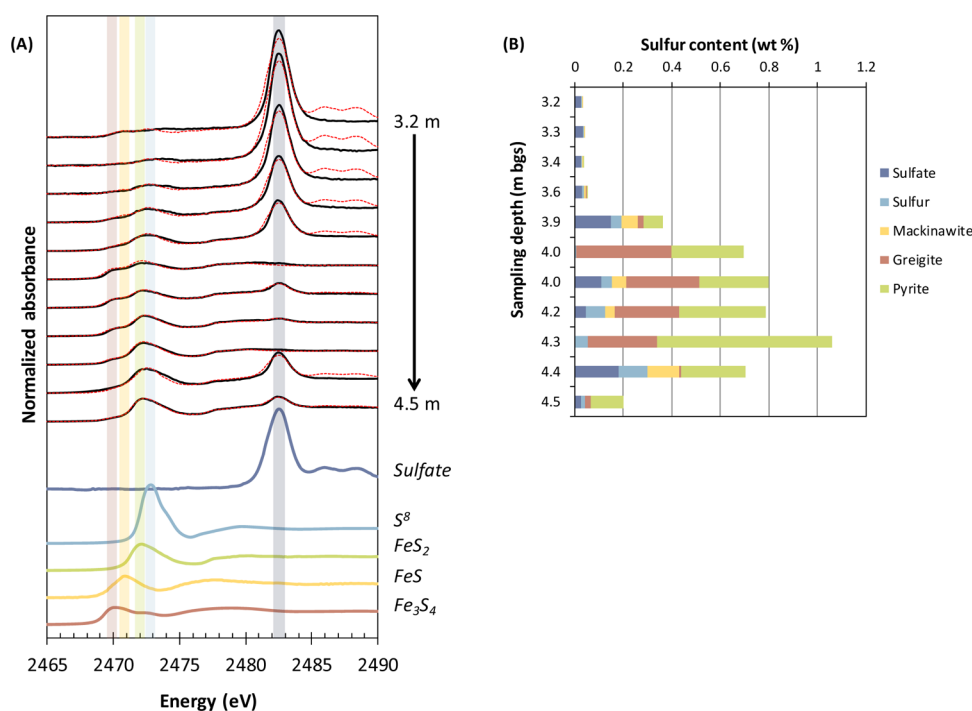 (A)
Normalized absorbance
3.2 m
4.5 m
Sulfate
S8
FeS2
FeS
Fe3S4
2465 2470 2475 2480 2485 2490
Energy (eV)
(B)
Sulfur content (wt %)
0 0.2 0.4 0.6 0.8 1 1.2
Sampling depth (m bgs)
3.2
3.3
3.4
3.6
3.9
4.0
4.0
4.2
4.3
4.4
4.5
Sulfate
Sulfur
Mackinawite
Greigite
Pyrite